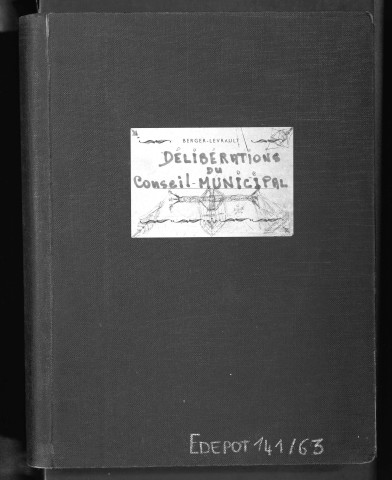 BERGER-LEVRAULT
DÉLIBÉRATIONS
DU
CONSEIL-MUNICIPAL
EDEPOT 141/63